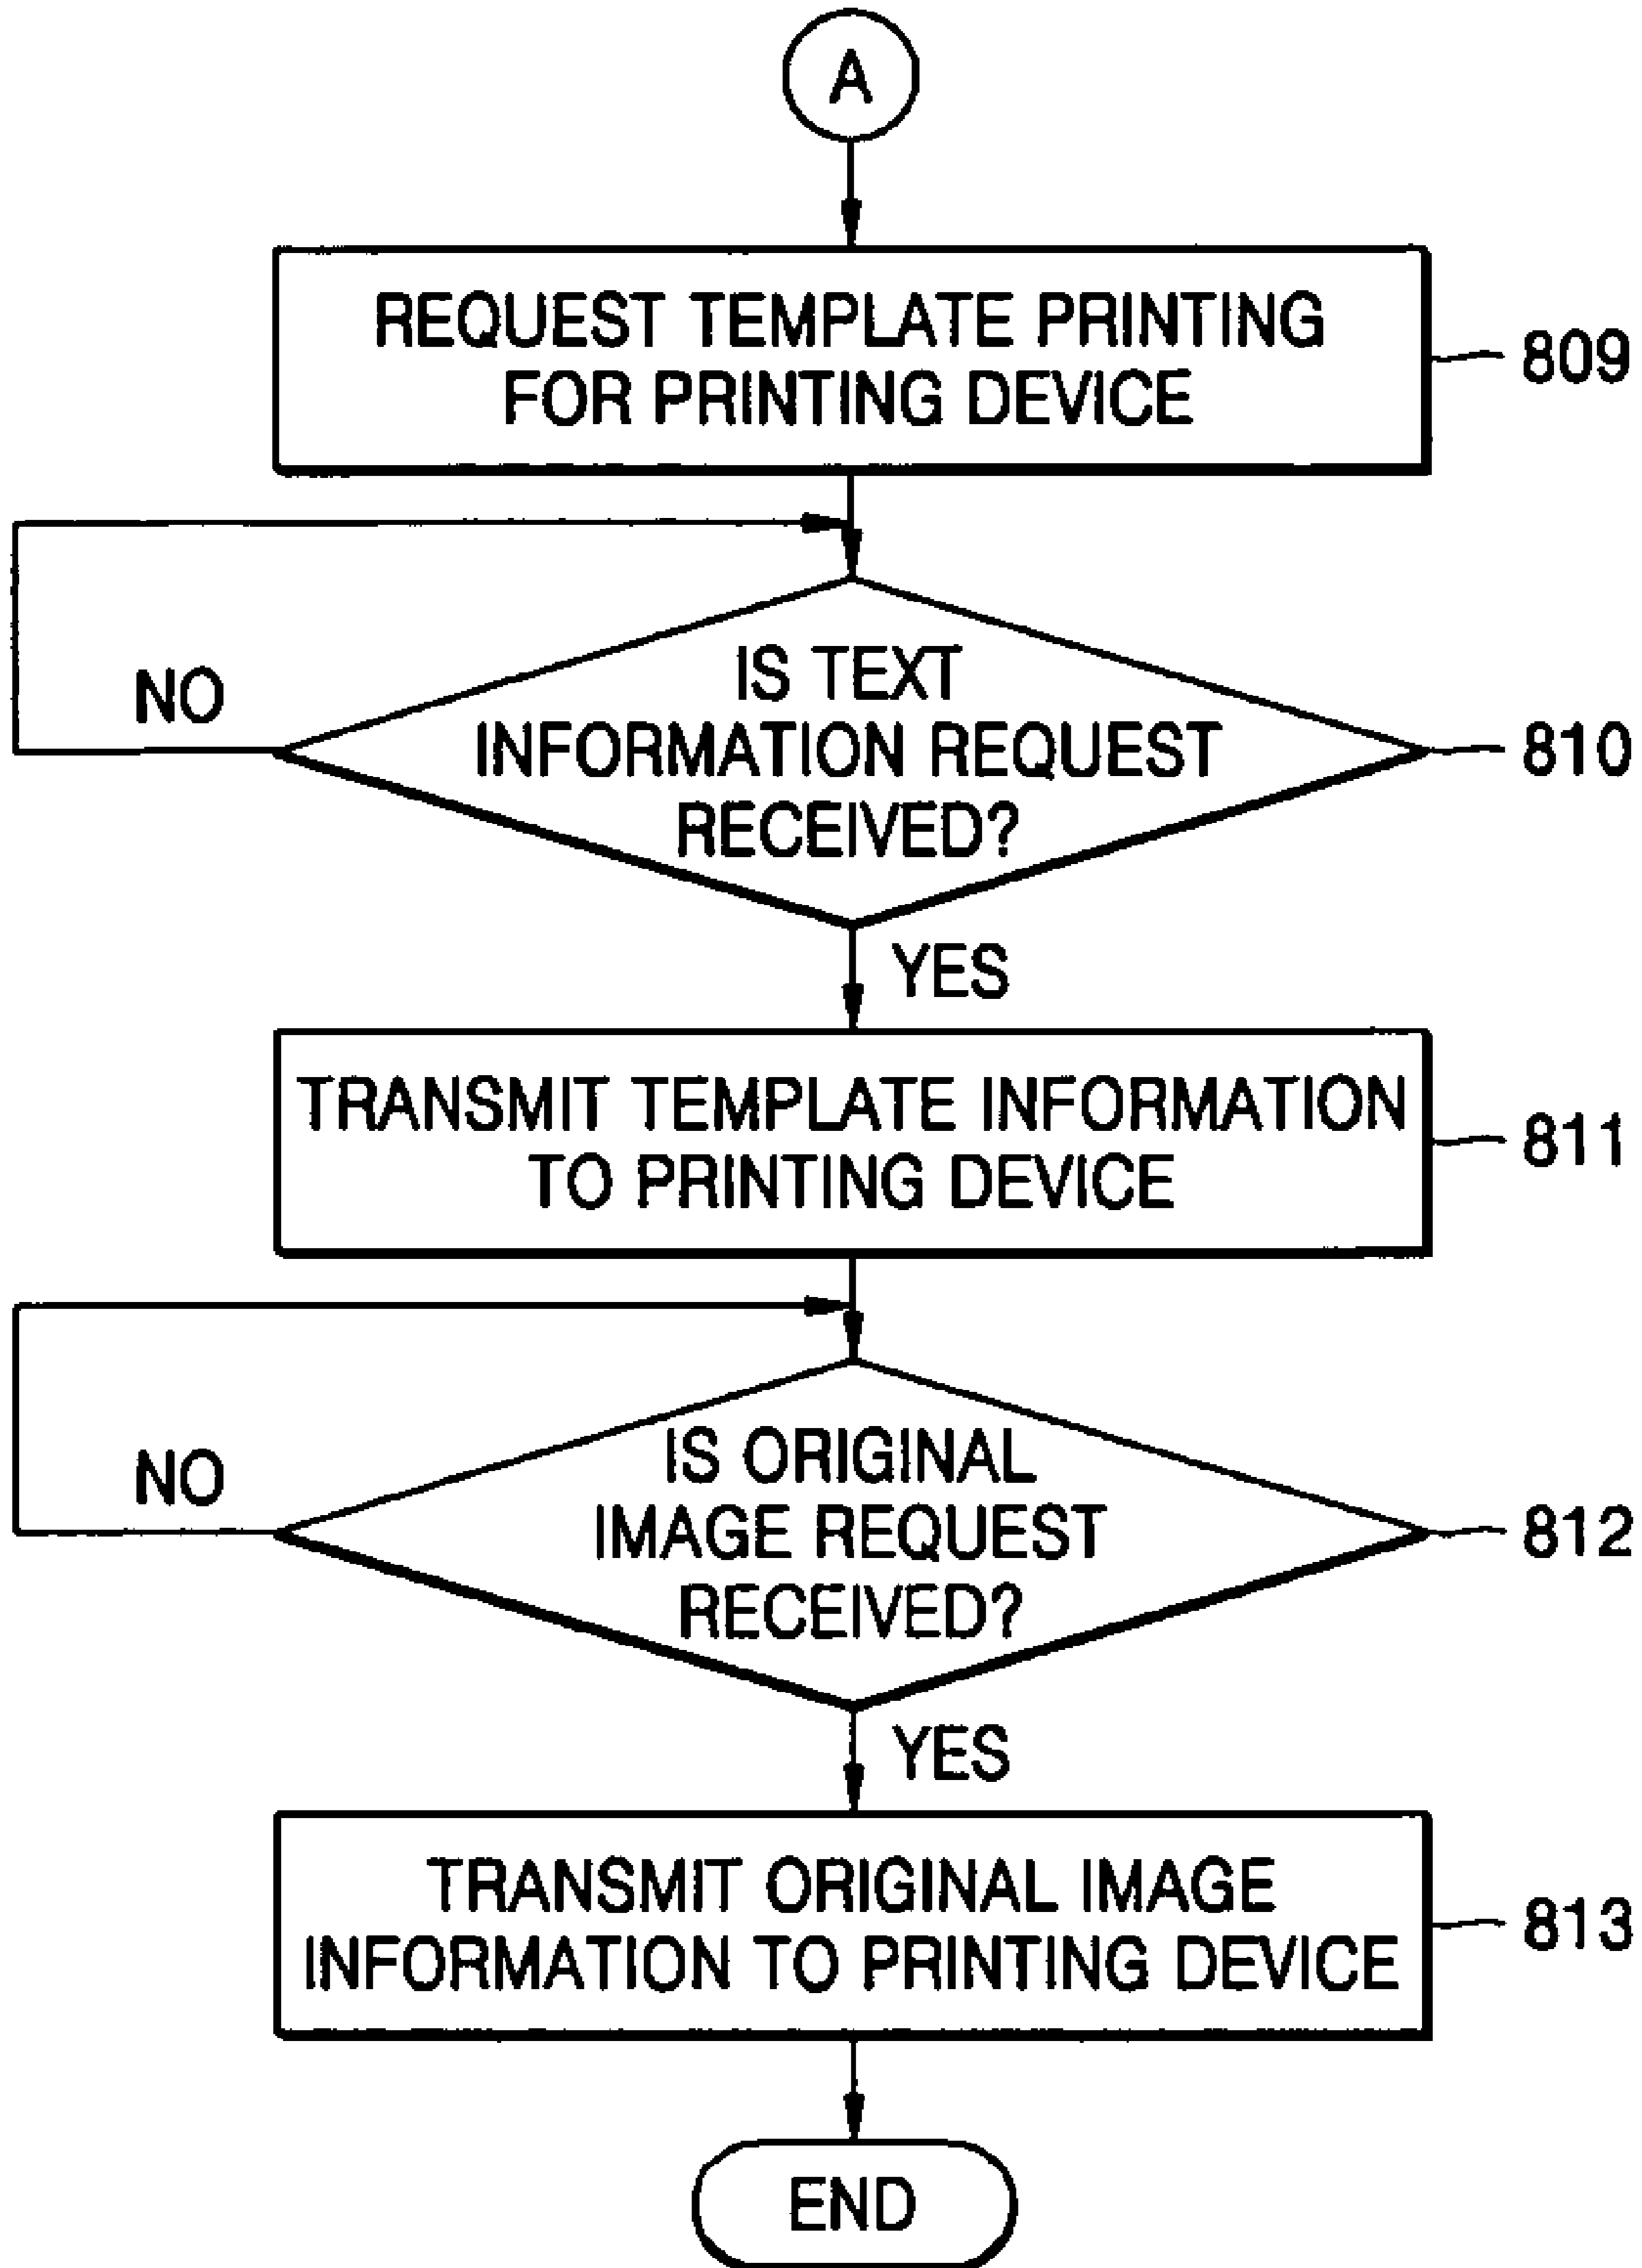 A
REQUEST TEMPLATE PRINTING
FOR PRINTING DEVICE
809
IS TEXT
INFORMATION REQUEST
RECEIVED?
NO
810
YES
TRANSMIT TEMPLATE INFORMATION
TO PRINTING DEVICE
811
IS ORIGINAL
IMAGE REQUEST
RECEIVED?
NO
812
YES
TRANSMIT ORIGINAL IMAGE
INFORMATION TO PRINTING DEVICE
813
END